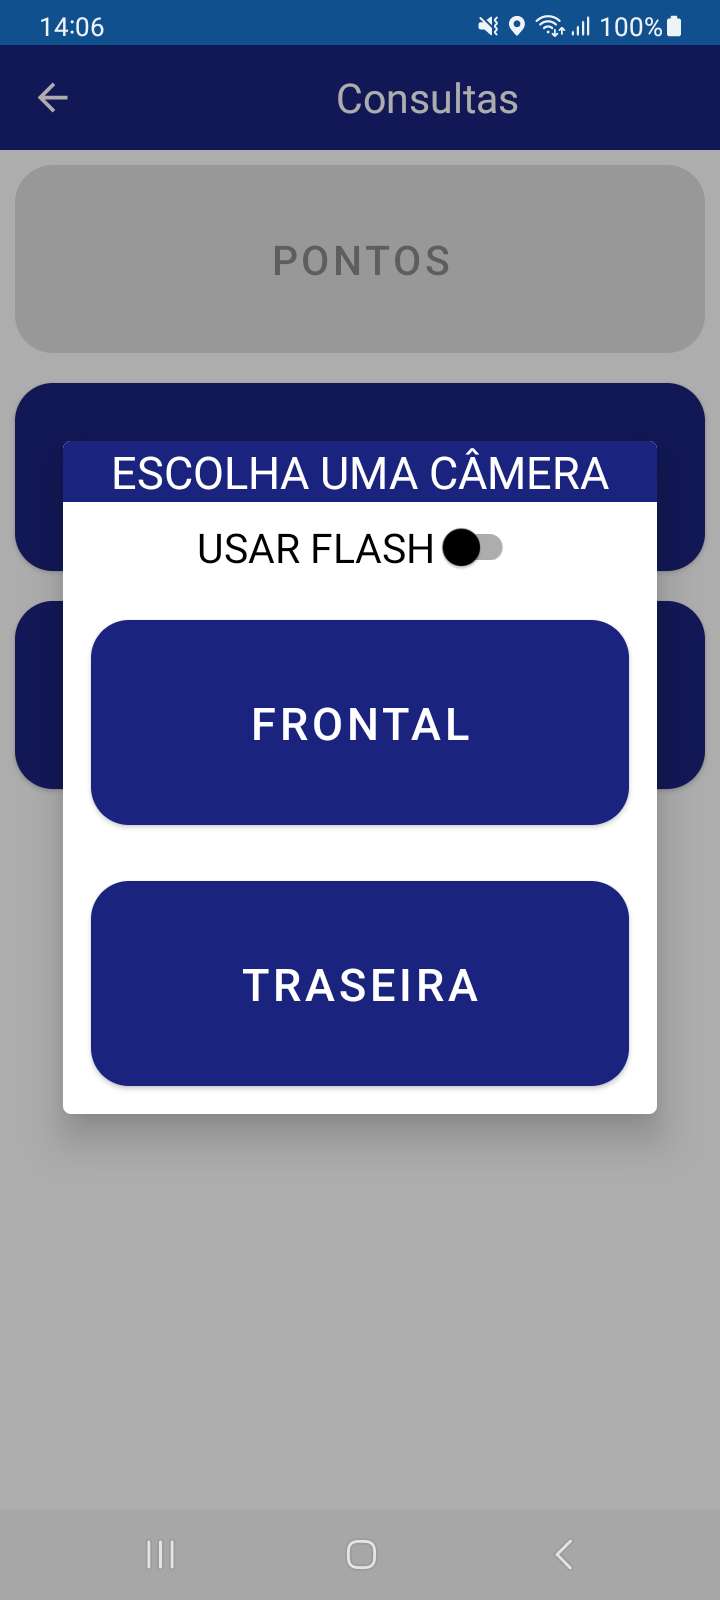 14:06 100%
Consultas
PONTOS
ESCOLHA UMA CÂMERA
USAR FLASH
FRONTAL
TRASEIRA